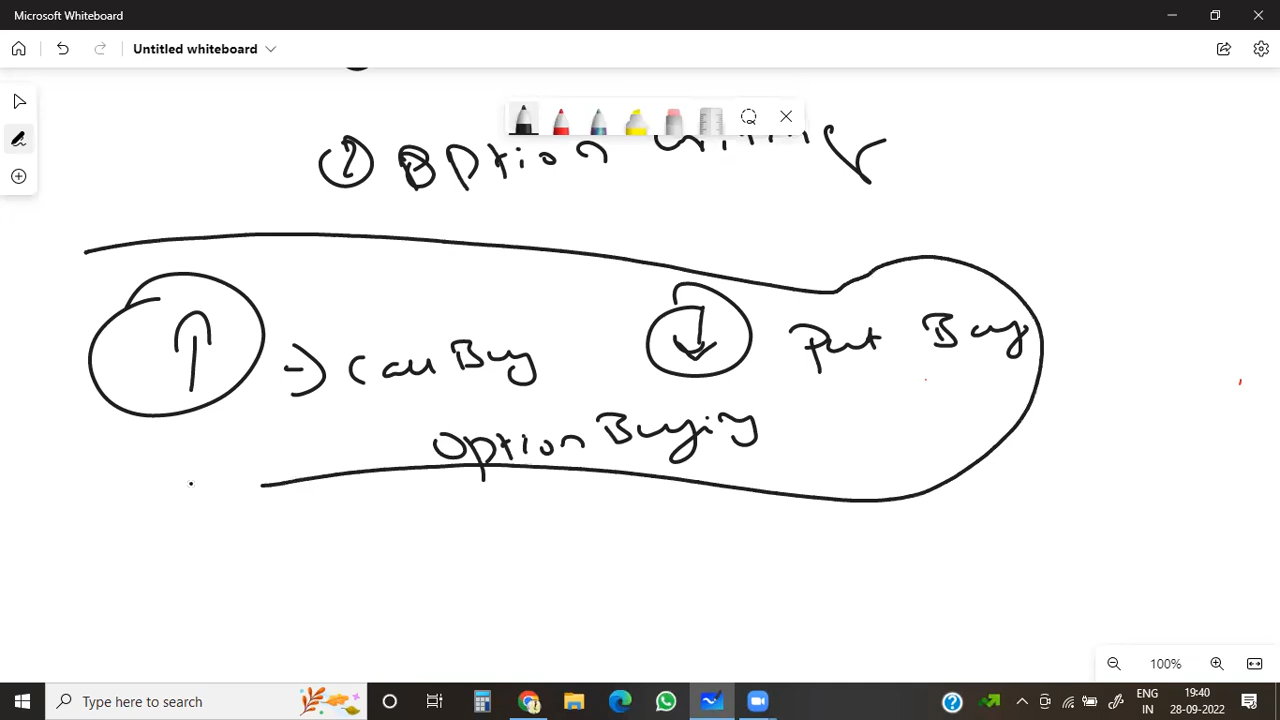 Microsoft Whiteboard
Untitled whiteboard
② Option writing
↑ → Call Buy ↓ Put Buy
Option Buying
100%
Type here to search
ENG 19:40
IN 28-09-2022